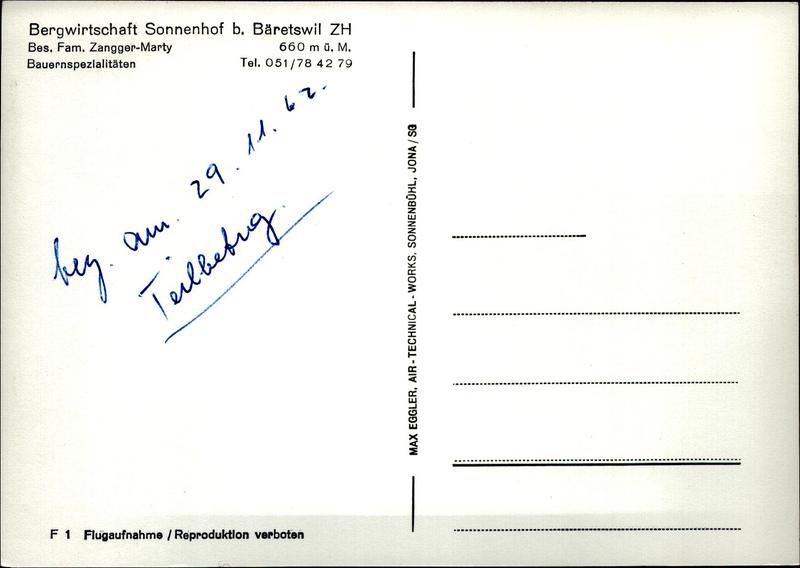 Bergwirtschaft Sonnenhof b. Bäretswil ZH
Bes. Fam. Zangger-Marty 660 m ü. M.
Bauernspezialitäten Tel. 051/78 42 79
bez. am. 29. 11. 62.
Teilbetrag.
MAX EGGLER, AIR-TECHNICAL-WORKS, SONNENBÜHL, JONA/SG
F 1 Flugaufnahme / Reproduktion verboten